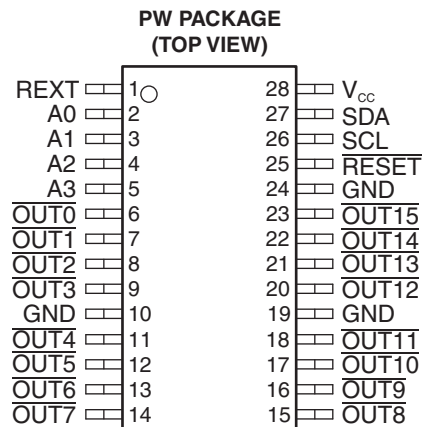 PW PACKAGE
(TOP VIEW)
REXT 1 28 VCC
A0 2 27 SDA
A1 3 26 SCL
A2 4 25 RESET
A3 5 24 GND
OUT0 6 23 OUT15
OUT1 7 22 OUT14
OUT2 8 21 OUT13
OUT3 9 20 OUT12
GND 10 19 GND
OUT4 11 18 OUT11
OUT5 12 17 OUT10
OUT6 13 16 OUT9
OUT7 14 15 OUT8